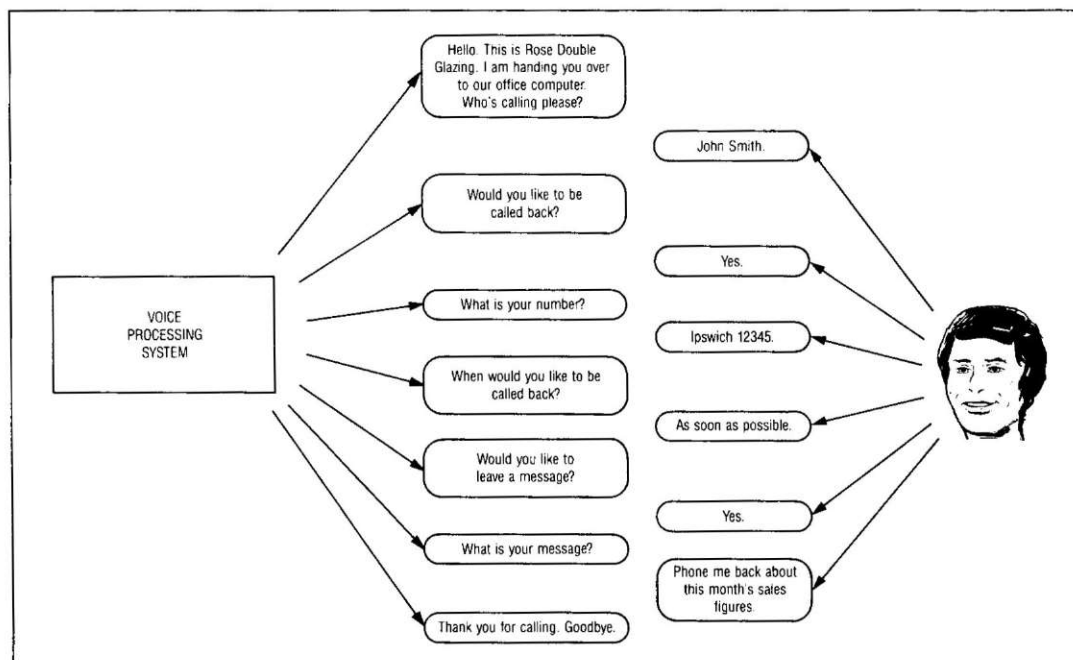 Hello. This is Rose Double
Glazing. I am handing you over
to our office computer.
Who's calling please?
John Smith.
Would you like to be
called back?
Yes.
What is your number?
Ipswich 12345.
VOICE
PROCESSING
SYSTEM
When would you like to be
called back?
As soon as possible.
Would you like to
leave a message?
Yes.
What is your message?
Phone me back about
this month's sales
figures.
Thank you for calling. Goodbye.